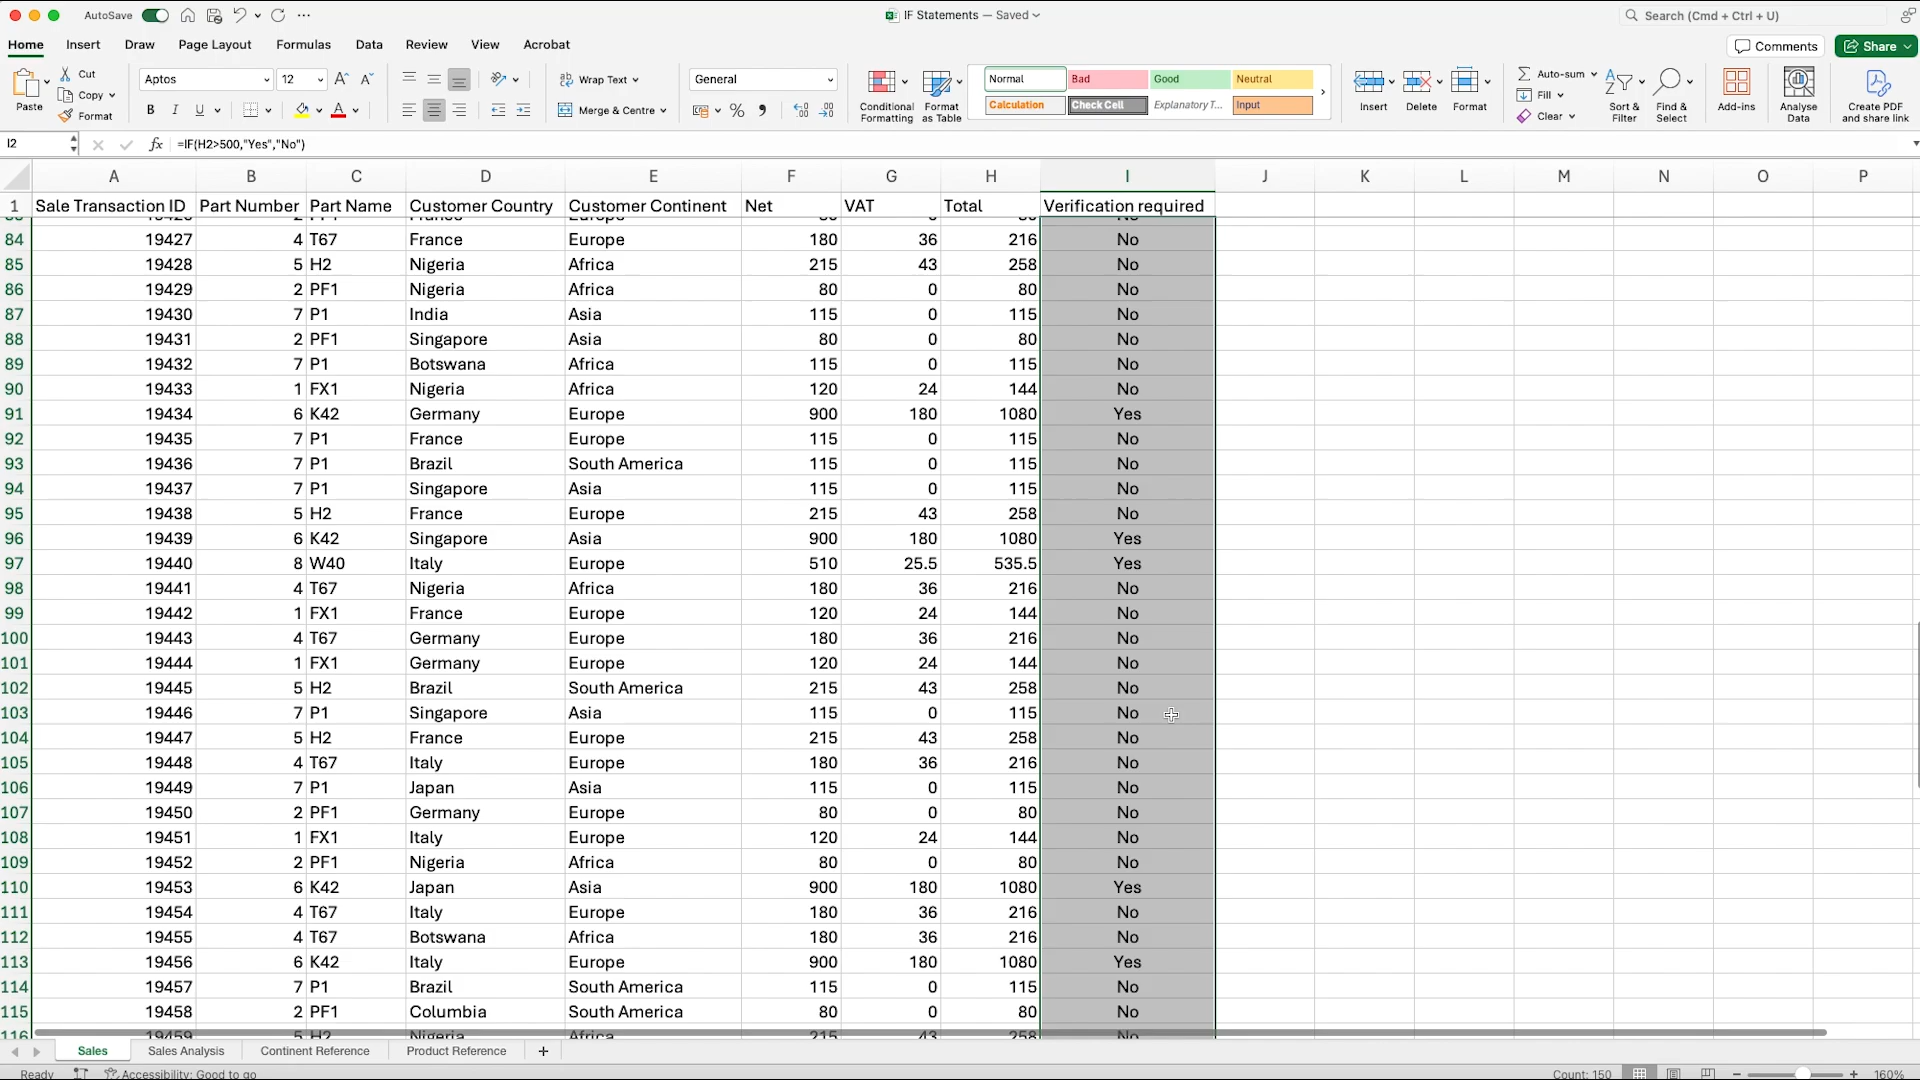 AutoSave
IF Statements — Saved
Search (Cmd + Ctrl + U)
Home Insert Draw Page Layout Formulas Data Review View Acrobat
Comments Share
Paste Cut Copy Format
Aptos 12
B I U
Wrap Text
Merge & Centre
General
Conditional Formatting
Format as Table
Normal Bad Good Neutral
Calculation Check Cell Explanatory T... Input
Insert Delete Format
Auto-sum
Fill
Clear
Sort & Filter
Find & Select
Add-ins
Analyse Data
Create PDF and share link
I2 fx =IF(H2>500,"Yes","No")
A B C D E F G H I J K L M N O P
1 Sale Transaction ID Part Number Part Name Customer Country Customer Continent Net VAT Total Verification required
84 19427 4 T67 France Europe 180 36 216 No
85 19428 5 H2 Nigeria Africa 215 43 258 No
86 19429 2 PF1 Nigeria Africa 80 0 80 No
87 19430 7 P1 India Asia 115 0 115 No
88 19431 2 PF1 Singapore Asia 80 0 80 No
89 19432 7 P1 Botswana Africa 115 0 115 No
90 19433 1 FX1 Nigeria Africa 120 24 144 No
91 19434 6 K42 Germany Europe 900 180 1080 Yes
92 19435 7 P1 France Europe 115 0 115 No
93 19436 7 P1 Brazil South America 115 0 115 No
94 19437 7 P1 Singapore Asia 115 0 115 No
95 19438 5 H2 France Europe 215 43 258 No
96 19439 6 K42 Singapore Asia 900 180 1080 Yes
97 19440 8 W40 Italy Europe 510 25.5 535.5 Yes
98 19441 4 T67 Nigeria Africa 180 36 216 No
99 19442 1 FX1 France Europe 120 24 144 No
100 19443 4 T67 Germany Europe 180 36 216 No
101 19444 1 FX1 Germany Europe 120 24 144 No
102 19445 5 H2 Brazil South America 215 43 258 No
103 19446 7 P1 Singapore Asia 115 0 115 No
104 19447 5 H2 France Europe 215 43 258 No
105 19448 4 T67 Italy Europe 180 36 216 No
106 19449 7 P1 Japan Asia 115 0 115 No
107 19450 2 PF1 Germany Europe 80 0 80 No
108 19451 1 FX1 Italy Europe 120 24 144 No
109 19452 2 PF1 Nigeria Africa 80 0 80 No
110 19453 6 K42 Japan Asia 900 180 1080 Yes
111 19454 4 T67 Italy Europe 180 36 216 No
112 19455 4 T67 Botswana Africa 180 36 216 No
113 19456 6 K42 Italy Europe 900 180 1080 Yes
114 19457 7 P1 Brazil South America 115 0 115 No
115 19458 2 PF1 Columbia South America 80 0 80 No
116 19459 5 H2 Nigeria Africa 215 43 258 No
Sales Sales Analysis Continent Reference Product Reference +
Ready Accessibility: Good to go Count: 150 160%